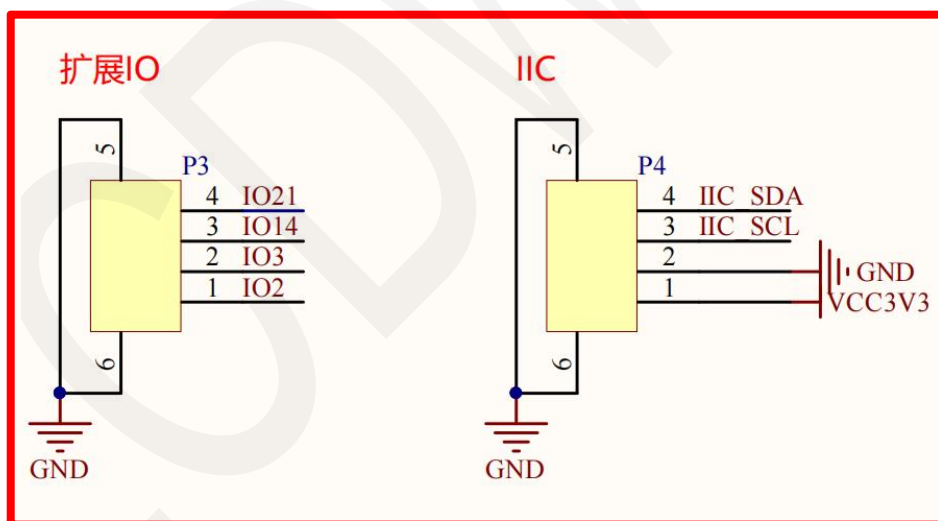 扩展IO
5
P3
4 IO21
3 IO14
2 IO3
1 IO2
6
GND
IIC
5
P4
4 IIC_SDA
3 IIC_SCL
2 GND
1 VCC3V3
6
GND